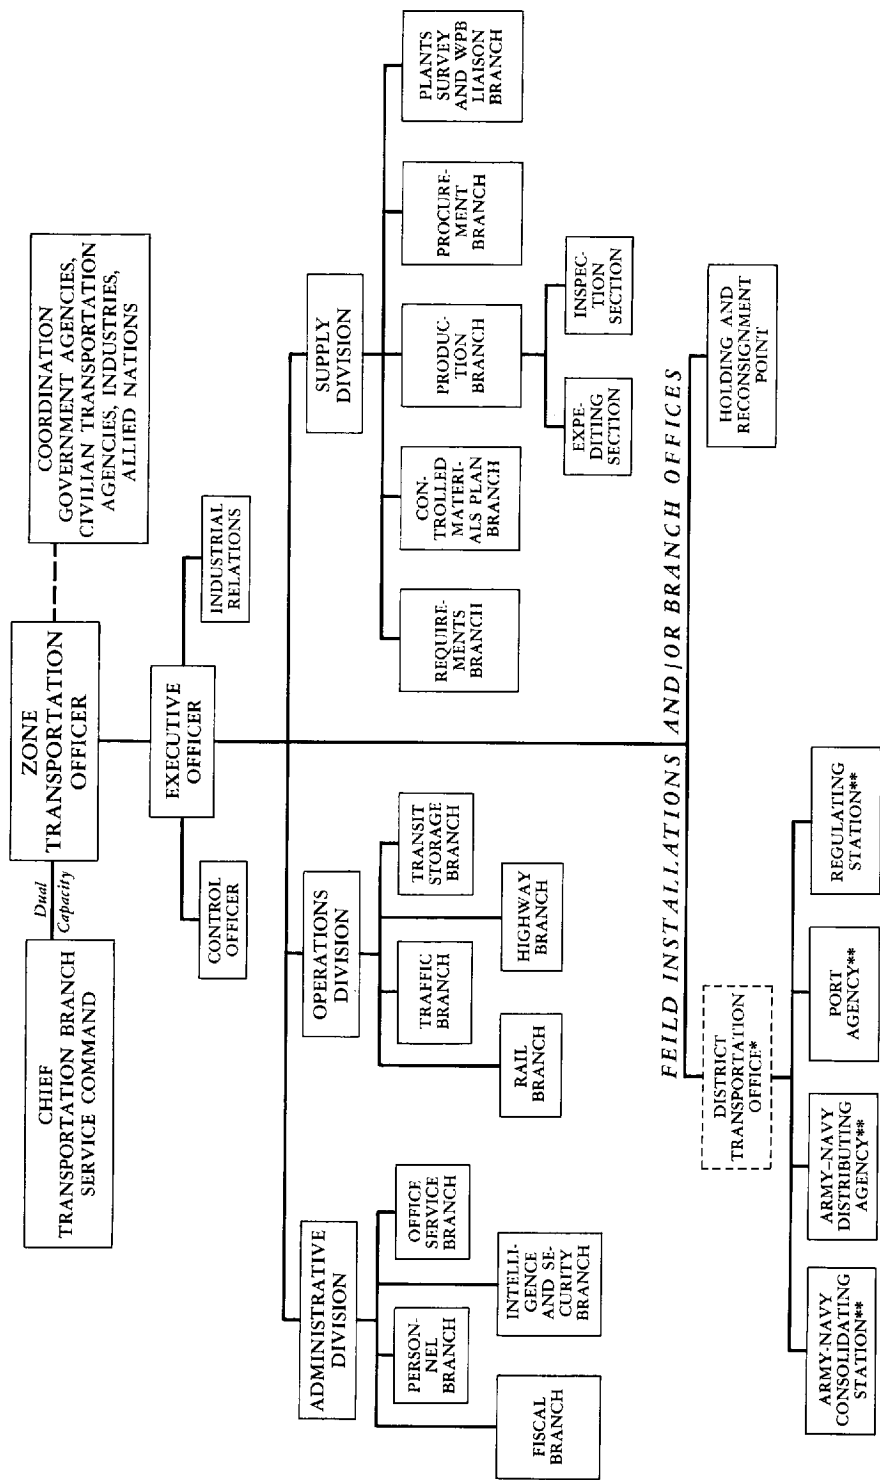 CHIEF
TRANSPORTATION BRANCH
SERVICE COMMAND
Dual
Capacity
ZONE
TRANSPORTATION
OFFICER
COORDINATION
GOVERNMENT AGENCIES,
CIVILIAN TRANSPORTATION
AGENCIES, INDUSTRIES,
ALLIED NATIONS
CONTROL
OFFICER
EXECUTIVE
OFFICER
INDUSTRIAL
RELATIONS
ADMINISTRATIVE
DIVISION
OPERATIONS
DIVISION
SUPPLY
DIVISION
PERSON-
NEL
BRANCH
OFFICE
SERVICE
BRANCH
FISCAL
BRANCH
INTELLI-
GENCE
AND SE-
CURITY
BRANCH
TRAFFIC
BRANCH
TRANSIT
STORAGE
BRANCH
RAIL
BRANCH
HIGHWAY
BRANCH
REQUIRE-
MENTS
BRANCH
CON-
TROLLED
MATERI-
ALS PLAN
BRANCH
PRODUC-
TION
BRANCH
PROCURE-
MENT
BRANCH
PLANTS
SURVEY
AND WPB
LIAISON
BRANCH
EXPE-
DITING
SECTION
INSPEC-
TION
SECTION
FEILD INSTALLATIONS AND/OR BRANCH OFFICES
DISTRICT
TRANSPORTATION
OFFICE*
HOLDING AND
RECONSIGNMENT
POINT
ARMY-NAVY
CONSOLIDATING
STATION**
ARMY-NAVY
DISTRIBUTING
AGENCY**
PORT
AGENCY**
REGULATING
STATION**